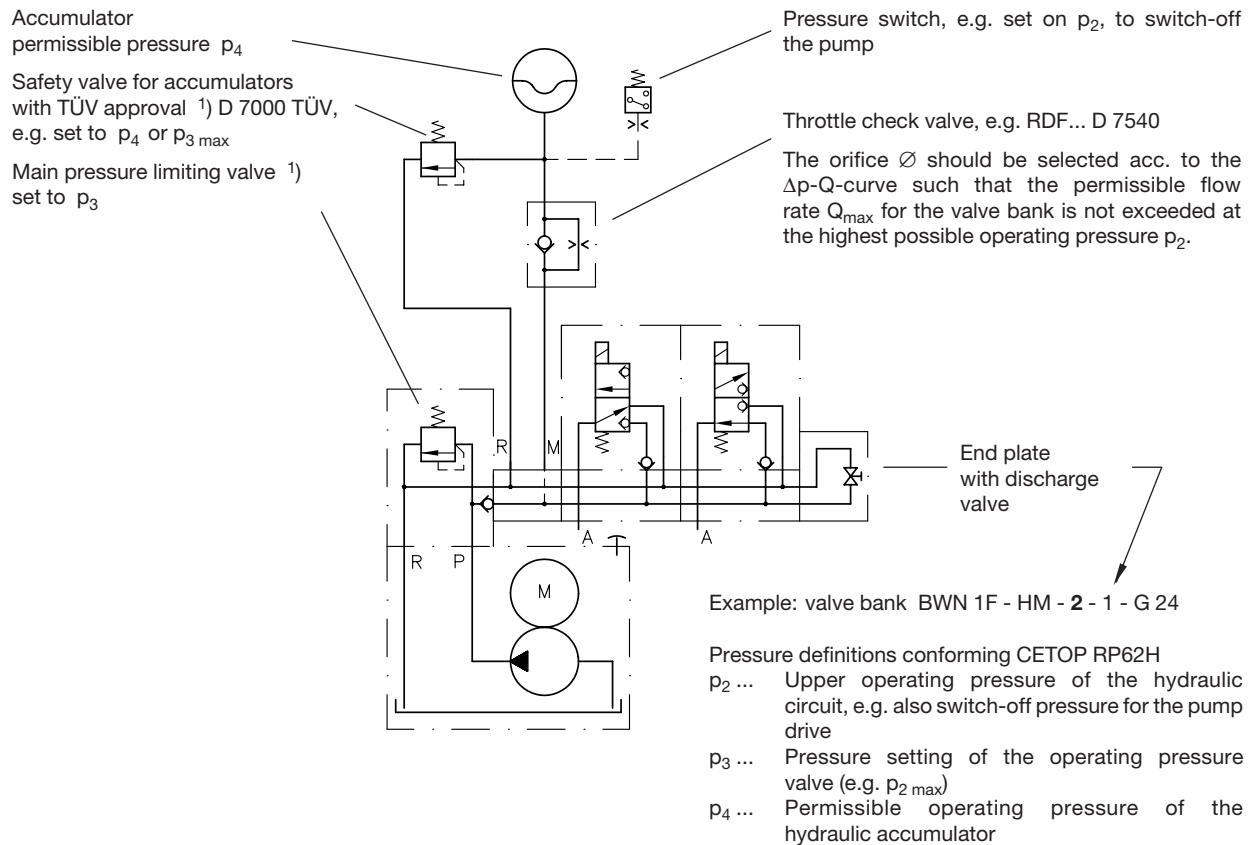 Accumulator
permissible pressure p4
Safety valve for accumulators
with TÜV approval 1) D 7000 TÜV,
e.g. set to p4 or p3 max
Main pressure limiting valve 1)
set to p3
Pressure switch, e.g. set on p2, to switch-off
the pump
Throttle check valve, e.g. RDF... D 7540
The orifice Ø should be selected acc. to the
Δp-Q-curve such that the permissible flow
rate Qmax for the valve bank is not exceeded at
the highest possible operating pressure p2.
R M
A A
R P
M
End plate
with discharge
valve
Example: valve bank BWN 1F - HM - 2 - 1 - G 24
Pressure definitions conforming CETOP RP62H
p2 ... Upper operating pressure of the hydraulic
circuit, e.g. also switch-off pressure for the pump
drive
p3 ... Pressure setting of the operating pressure
valve (e.g. p2 max)
p4 ... Permissible operating pressure of the
hydraulic accumulator